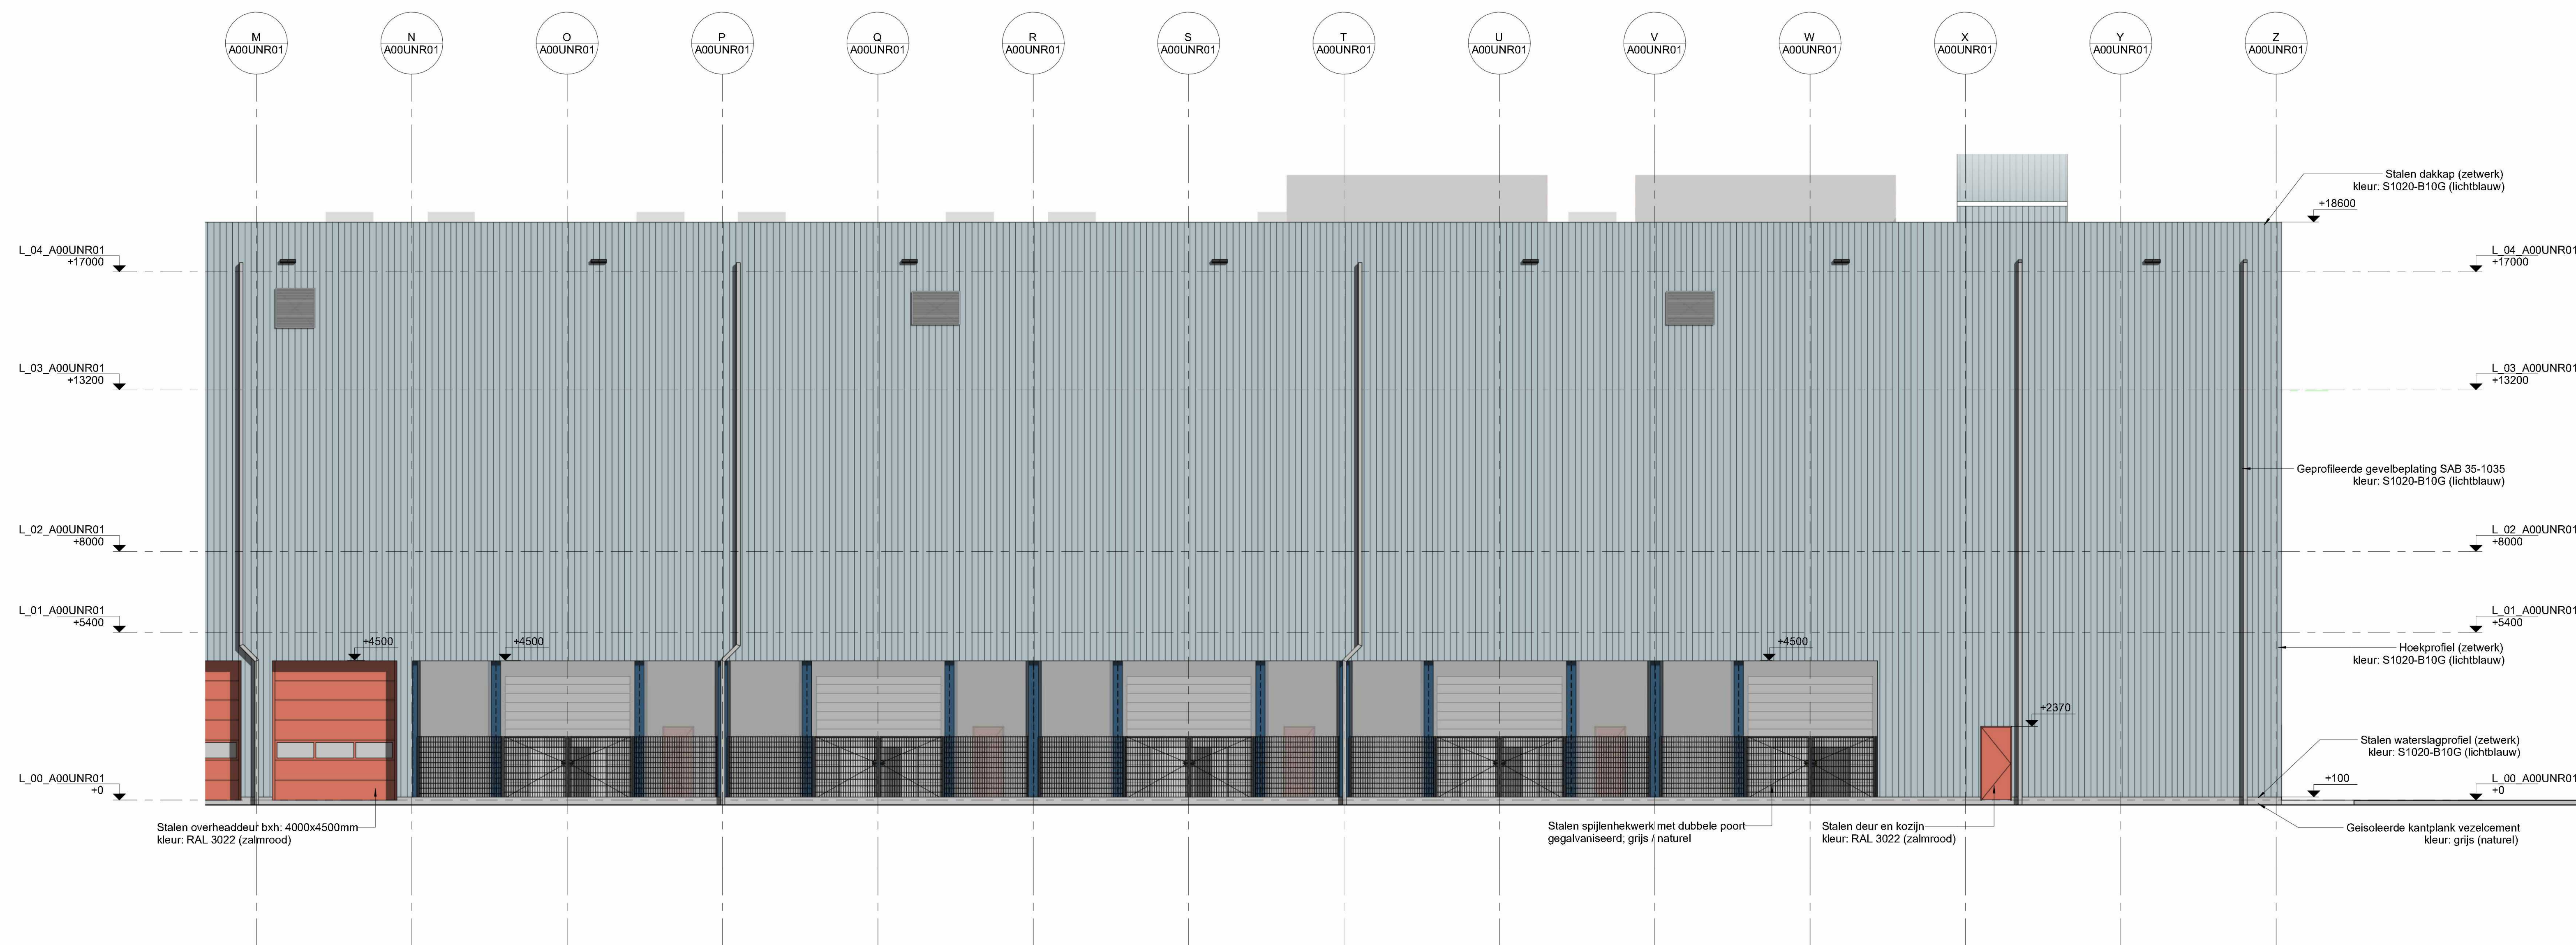 M
A00UNR01
N
A00UNR01
O
A00UNR01
P
A00UNR01
Q
A00UNR01
R
A00UNR01
S
A00UNR01
T
A00UNR01
U
A00UNR01
V
A00UNR01
W
A00UNR01
X
A00UNR01
Y
A00UNR01
Z
A00UNR01
Stalen dakkap (zetwerk)
kleur: S1020-B10G (lichtblauw)
+18600
L_04_A00UNR01
+17000
L_04_A00UNR01
+17000
L_03_A00UNR01
+13200
L_03_A00UNR01
+13200
Geprofileerde gevelbeplating SAB 35-1035
kleur: S1020-B10G (lichtblauw)
L_02_A00UNR01
+8000
L_02_A00UNR01
+8000
L_01_A00UNR01
+5400
L_01_A00UNR01
+5400
+4500
+4500
+4500
Hoekprofiel (zetwerk)
kleur: S1020-B10G (lichtblauw)
+2370
Stalen waterslagprofiel (zetwerk)
kleur: S1020-B10G (lichtblauw)
L_00_A00UNR01
+0
+100
L_00_A00UNR01
+0
Stalen overheaddeur bxh: 4000x4500mm
kleur: RAL 3022 (zalmrood)
Stalen spijlenhekwerk met dubbele poort
gegalvaniseerd; grijs / naturel
Stalen deur en kozijn
kleur: RAL 3022 (zalmrood)
Geisoleerde kantplank vezelcement
kleur: grijs (naturel)